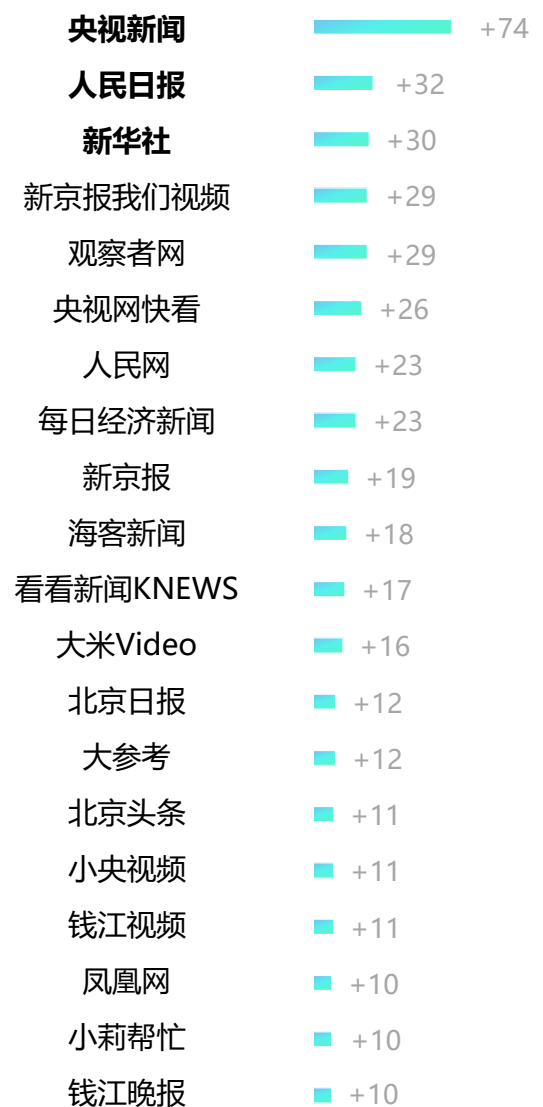 央视新闻 +74
人民日报 +32
新华社 +30
新京报我们视频 +29
观察者网 +29
央视网快看 +26
人民网 +23
每日经济新闻 +23
新京报 +19
海客新闻 +18
看看新闻KNEWS +17
大米Video +16
北京日报 +12
大参考 +12
北京头条 +11
小央视频 +11
钱江视频 +11
凤凰网 +10
小莉帮忙 +10
钱江晚报 +10